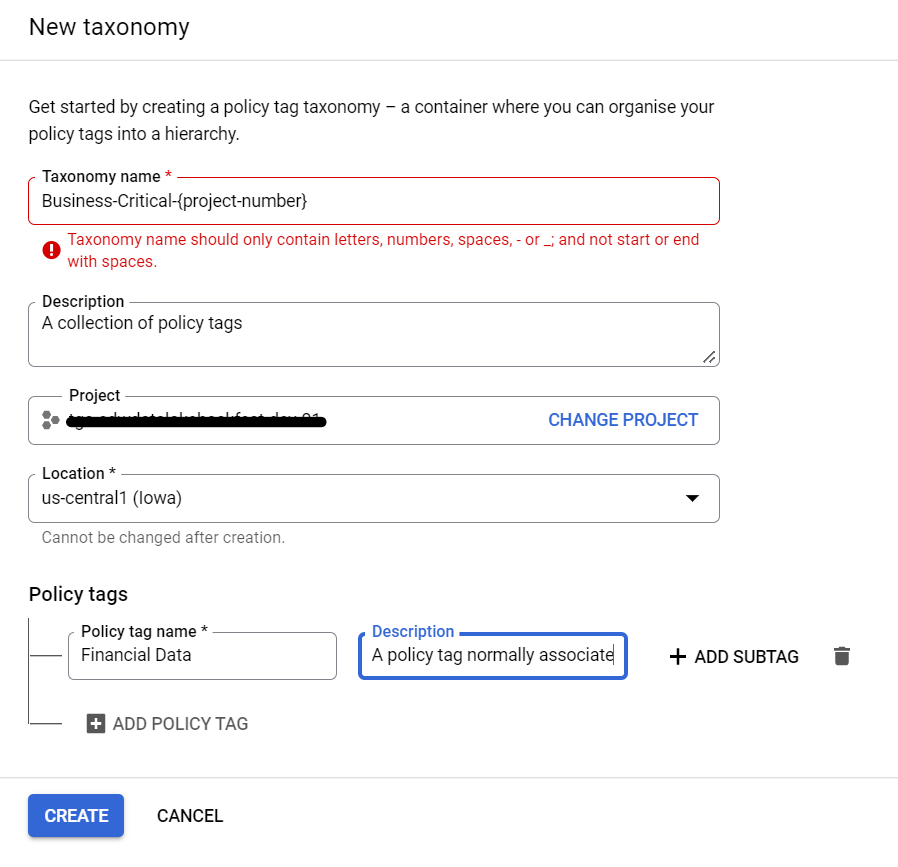 New taxonomy
Get started by creating a policy tag taxonomy – a container where you can organise your
policy tags into a hierarchy.
Taxonomy name *
Business-Critical-{project-number}
Taxonomy name should only contain letters, numbers, spaces, - or _; and not start or end
with spaces.
Description
A collection of policy tags
Project
CHANGE PROJECT
Location *
us-central1 (Iowa)
Cannot be changed after creation.
Policy tags
Policy tag name *
Description
Financial Data
A policy tag normally associate
ADD SUBTAG
ADD POLICY TAG
CREATE
CANCEL